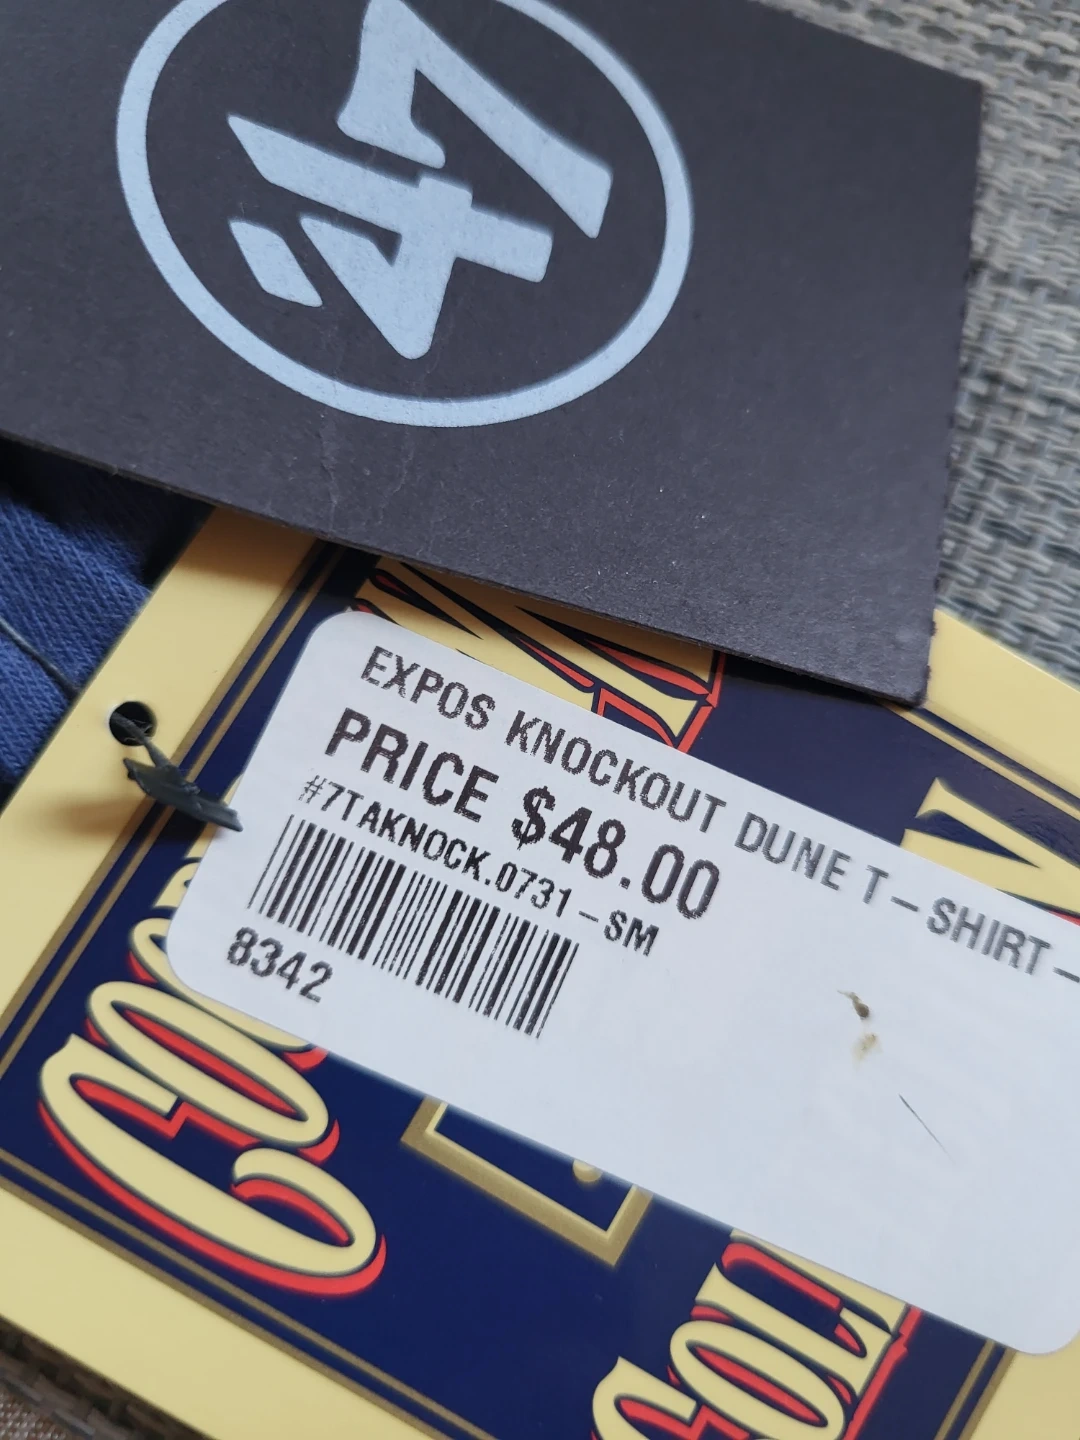 '47
EXPOS KNOCKOUT DUNE T-SHIRT -
PRICE $48.00
#7TAKNOCK.0731-SM
8342